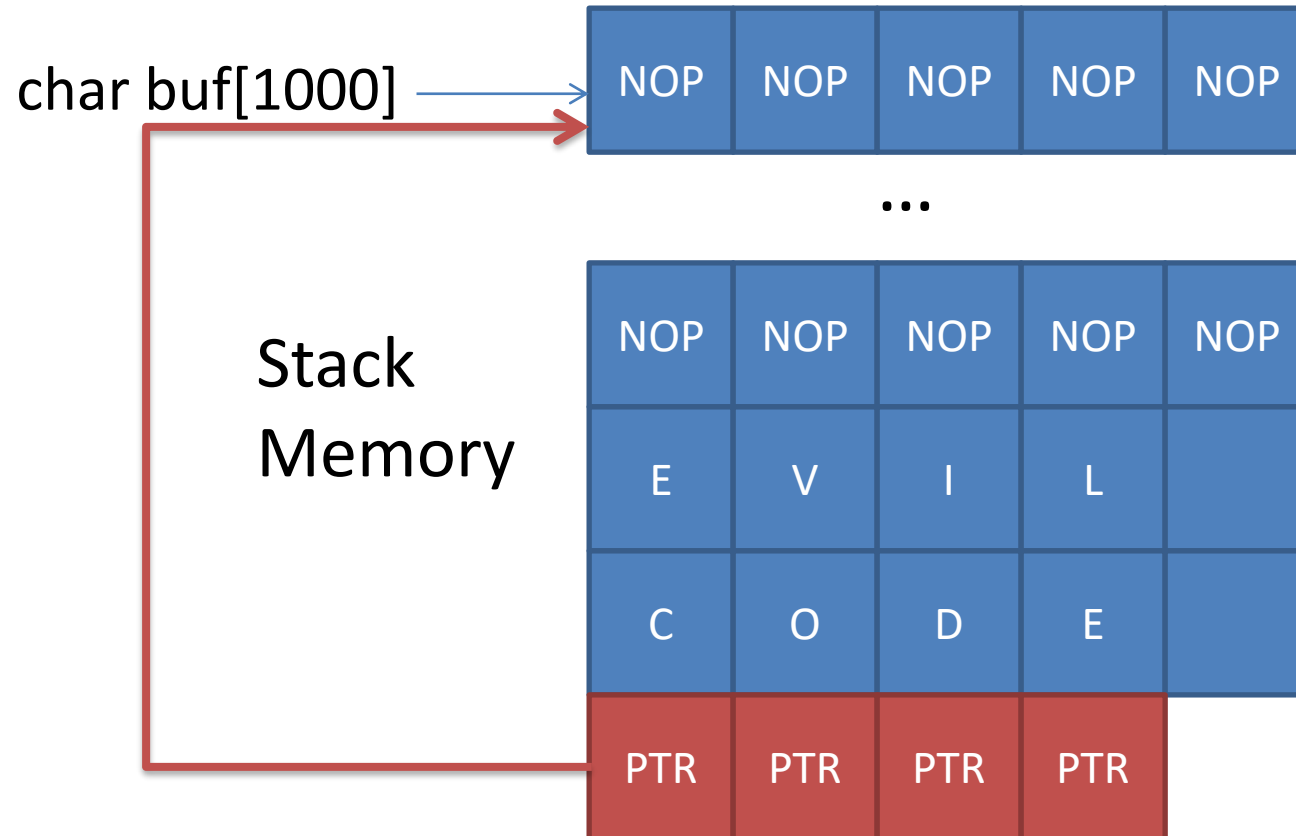 char buf[1000]
NOP NOP NOP NOP NOP
...
NOP NOP NOP NOP NOP
Stack
Memory
E V I L
C O D E
PTR PTR PTR PTR